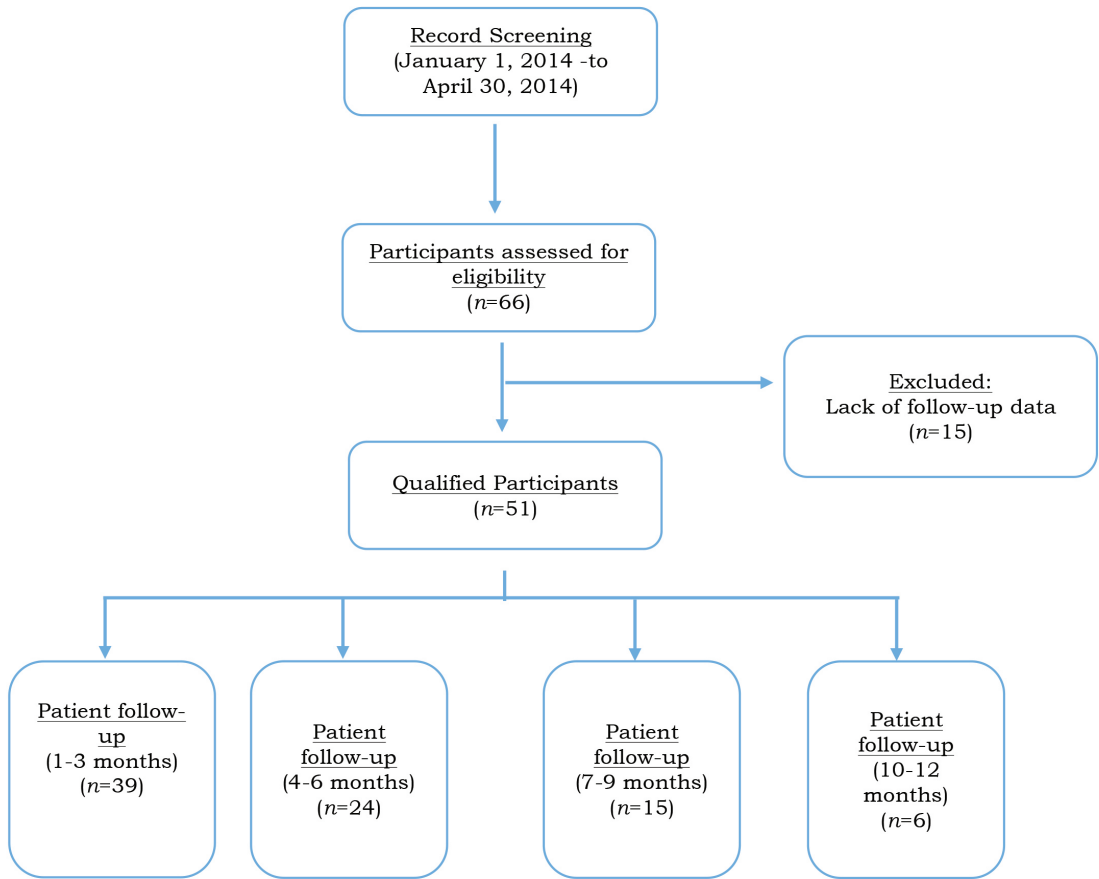 Record Screening
(January 1, 2014 -to
April 30, 2014)
Participants assessed for
eligibility
(n=66)
Excluded:
Lack of follow-up data
(n=15)
Qualified Participants
(n=51)
Patient follow-
up
(1-3 months)
(n=39)
Patient
follow-up
(4-6 months)
(n=24)
Patient
follow-up
(7-9 months)
(n=15)
Patient
follow-up
(10-12
months)
(n=6)